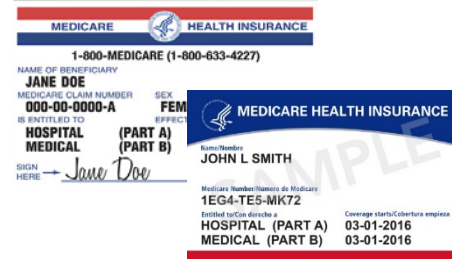 MEDICARE HEALTH INSURANCE
1-800-MEDICARE (1-800-633-4227)
NAME OF BENEFICIARY
JANE DOE
MEDICARE CLAIM NUMBER SEX
000-00-0000-A FEM
IS ENTITLED TO EFFECT
HOSPITAL (PART A)
MEDICAL (PART B)
SIGN
HERE Jane Doe
MEDICARE HEALTH INSURANCE
Name/Nombre
JOHN L SMITH
SAMPLE
Medicare Number/Número de Medicare
1EG4-TE5-MK72
Entitled to/Con derecho a Coverage starts/Cobertura empieza
HOSPITAL (PART A) 03-01-2016
MEDICAL (PART B) 03-01-2016